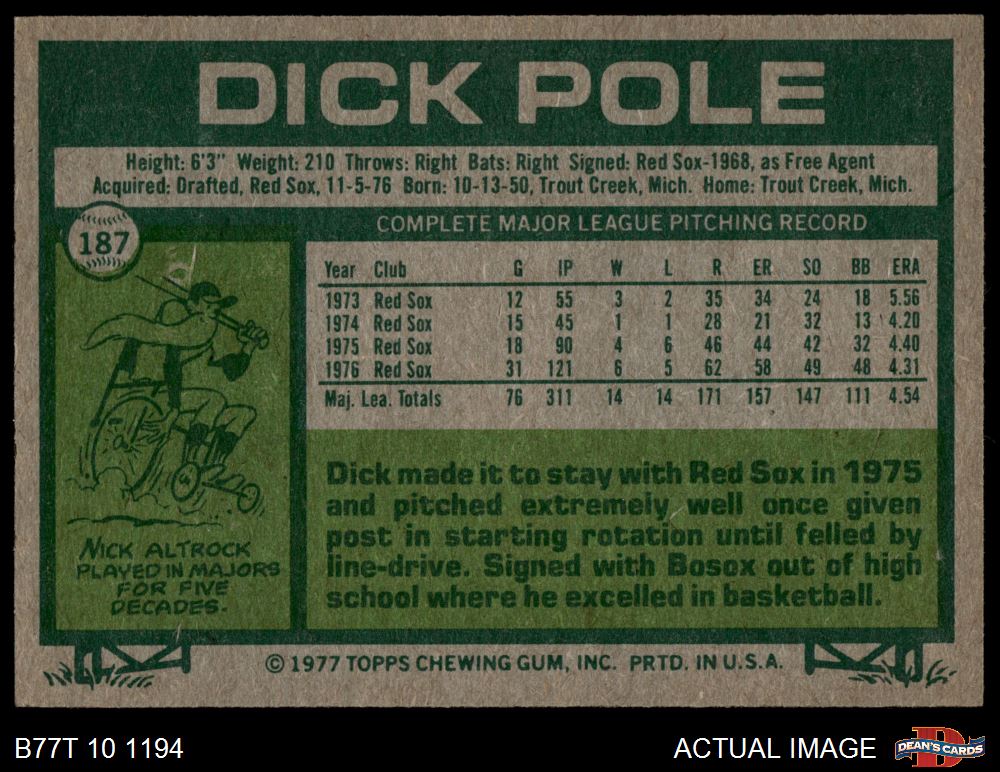 DICK POLE
Height: 6'3" Weight: 210 Throws: Right Bats: Right Signed: Red Sox-1968, as Free Agent
Acquired: Drafted, Red Sox, 11-5-76 Born: 10-13-50, Trout Creek, Mich. Home: Trout Creek, Mich.
187
COMPLETE MAJOR LEAGUE PITCHING RECORD
Year Club G IP W L R ER SO BB ERA
1973 Red Sox 12 55 3 2 35 34 24 18 5.56
1974 Red Sox 15 45 1 1 28 21 32 13 4.20
1975 Red Sox 18 90 4 6 46 44 42 32 4.40
1976 Red Sox 31 121 6 5 62 58 49 48 4.31
Maj. Lea. Totals 76 311 14 14 171 157 147 111 4.54
Dick made it to stay with Red Sox in 1975
and pitched extremely well once given
post in starting rotation until felled by
line-drive. Signed with Bosox out of high
school where he excelled in basketball.
NICK ALTROCK
PLAYED IN MAJORS
FOR FIVE
DECADES.
© 1977 TOPPS CHEWING GUM, INC. PRTD. IN U.S.A.
B77T 10 1194
ACTUAL IMAGE
DEAN'S CARDS